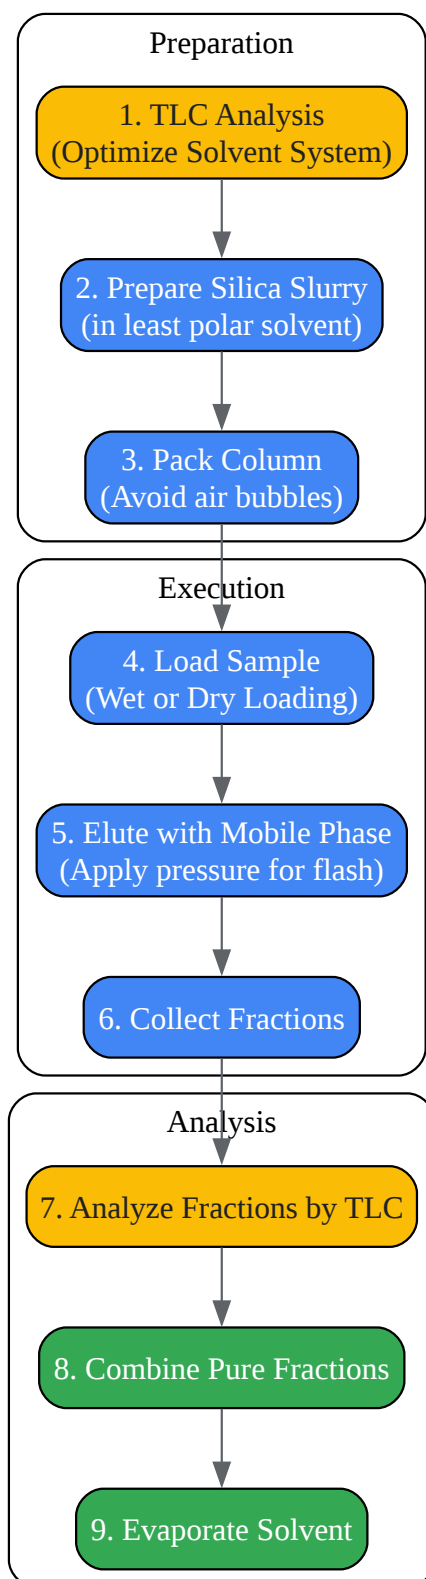 Preparation
1. TLC Analysis
(Optimize Solvent System)
2. Prepare Silica Slurry
(in least polar solvent)
3. Pack Column
(Avoid air bubbles)
Execution
4. Load Sample
(Wet or Dry Loading)
5. Elute with Mobile Phase
(Apply pressure for flash)
6. Collect Fractions
Analysis
7. Analyze Fractions by TLC
8. Combine Pure Fractions
9. Evaporate Solvent